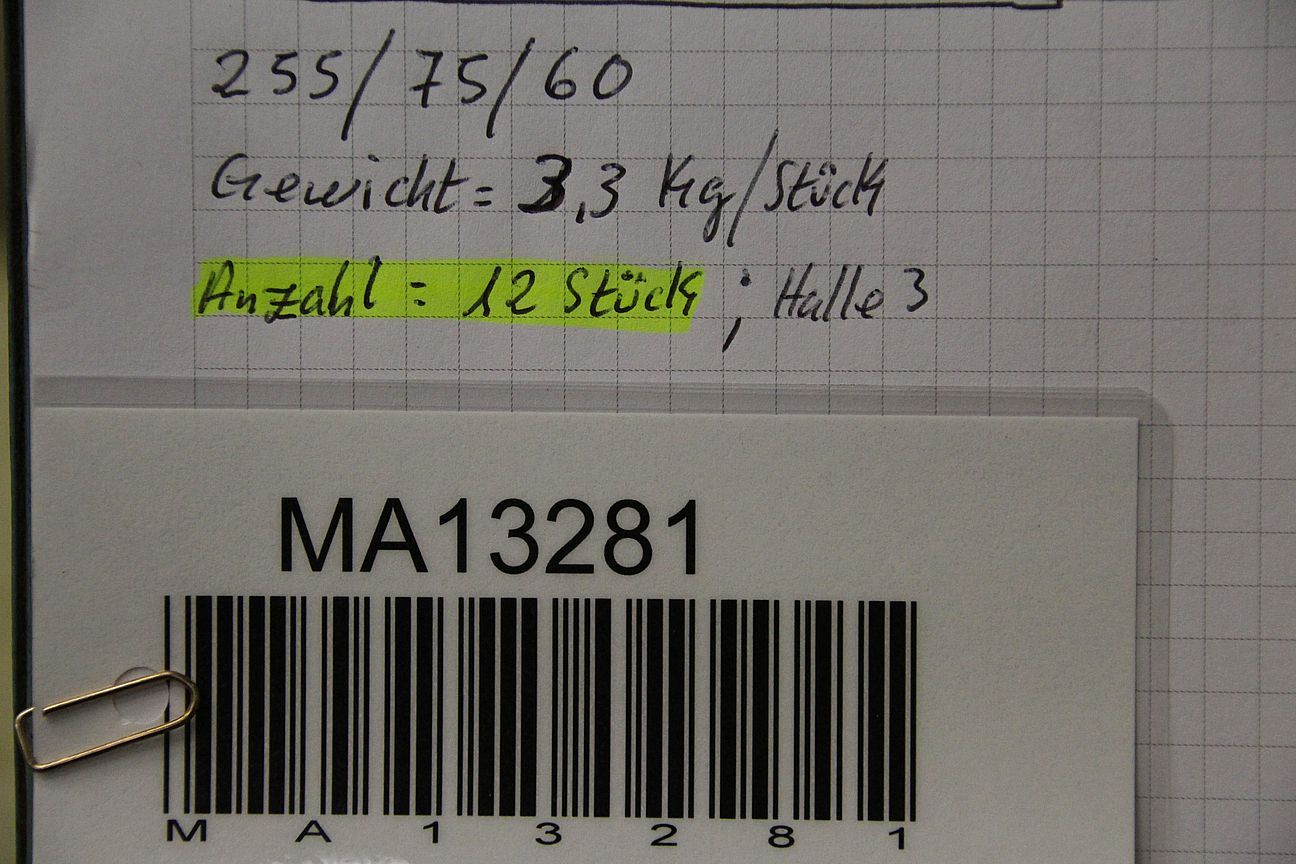 255/75/60
Gewicht = 3,3 Kg/Stück
Anzahl = 12 Stück ; Halle 3
MA13281
M A 1 3 2 8 1